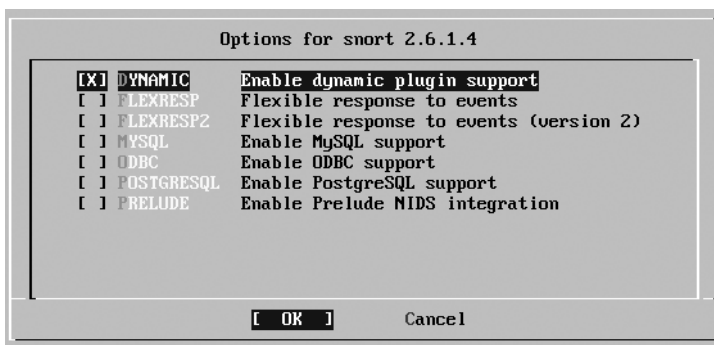 Options for snort 2.6.1.4
[X] DYNAMIC Enable dynamic plugin support
[ ] FLEXRESP Flexible response to events
[ ] FLEXRESP2 Flexible response to events (version 2)
[ ] MYSQL Enable MySQL support
[ ] ODBC Enable ODBC support
[ ] POSTGRESQL Enable PostgreSQL support
[ ] PRELUDE Enable Prelude NIDS integration
[ OK ] Cancel